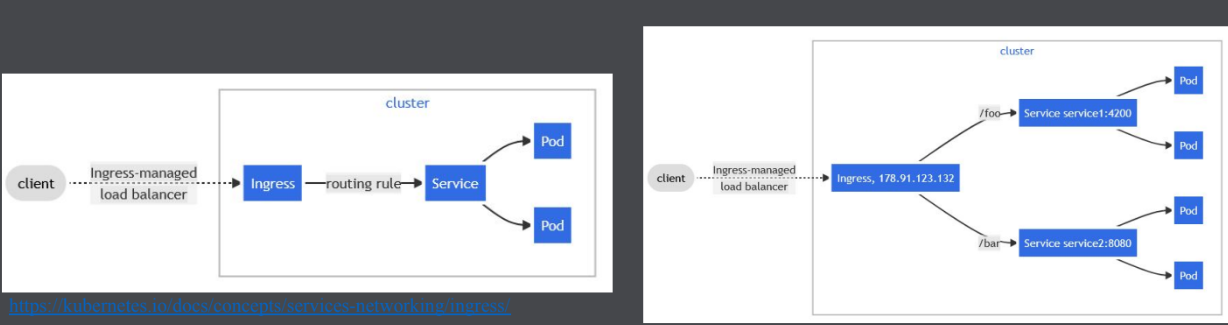 cluster
client
Ingress-managed
load balancer
Ingress
routing rule
Service
Pod
Pod
https://kubernetes.io/docs/concepts/services-networking/ingress/
cluster
client
Ingress-managed
load balancer
Ingress, 178.91.123.132
/foo
Service service1:4200
Pod
Pod
/bar
Service service2:8080
Pod
Pod